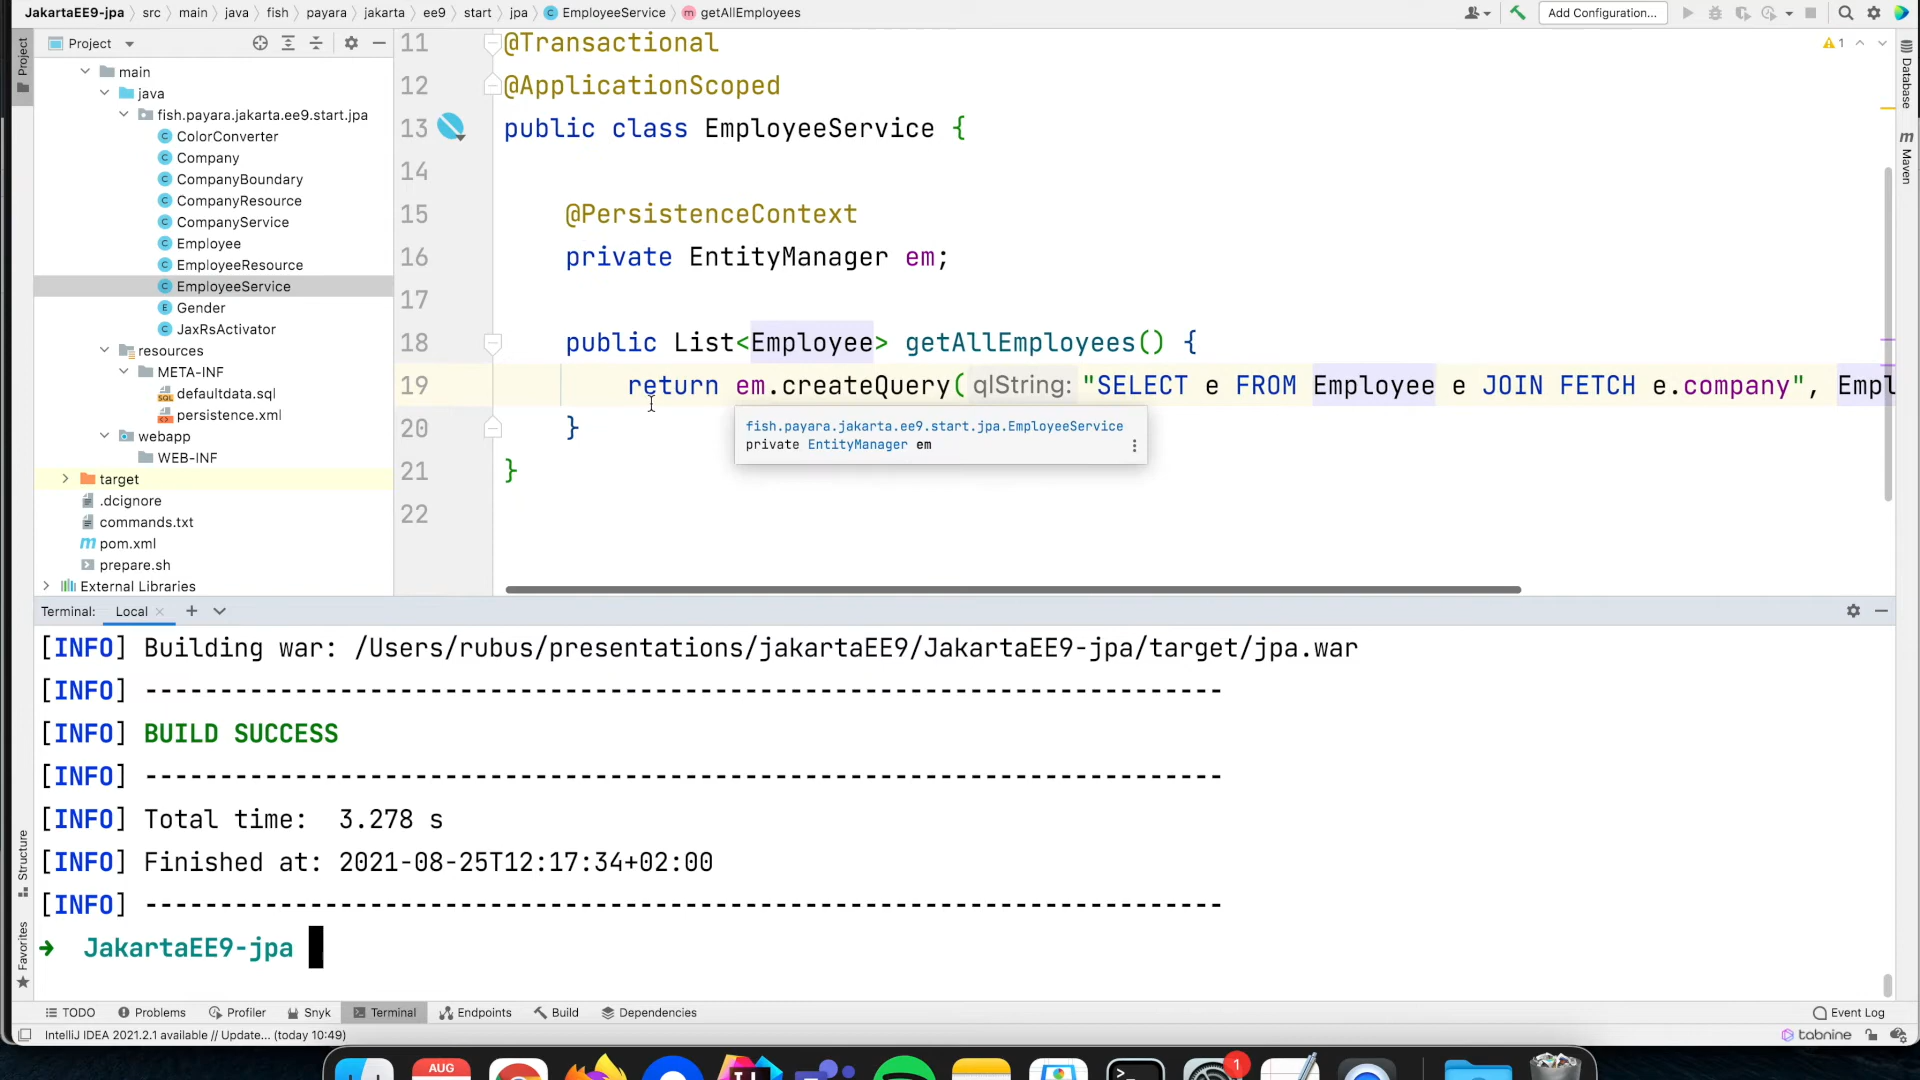 JakartaEE9-jpa > src > main > java > fish > payara > jakarta > ee9 > start > jpa > EmployeeService > getAllEmployees
Add Configuration...
Project
main
java
fish.payara.jakarta.ee9.start.jpa
ColorConverter
Company
CompanyBoundary
CompanyResource
CompanyService
Employee
EmployeeResource
EmployeeService
Gender
JaxRsActivator
resources
META-INF
defaultdata.sql
persistence.xml
webapp
WEB-INF
target
.dcignore
commands.txt
pom.xml
prepare.sh
External Libraries
Project
Structure
Favorites
11 @Transactional
12 @ApplicationScoped
13 public class EmployeeService {
14
15 @PersistenceContext
16 private EntityManager em;
17
18 public List<Employee> getAllEmployees() {
19 return em.createQuery( qlString: "SELECT e FROM Employee e JOIN FETCH e.company", Empl
20 }
21 }
22
fish.payara.jakarta.ee9.start.jpa.EmployeeService
private EntityManager em
1
Database
Maven
Terminal: Local
[INFO] Building war: /Users/rubus/presentations/jakartaEE9/JakartaEE9-jpa/target/jpa.war
[INFO] ------------------------------------------------------------------------
[INFO] BUILD SUCCESS
[INFO] ------------------------------------------------------------------------
[INFO] Total time:  3.278 s
[INFO] Finished at: 2021-08-25T12:17:34+02:00
[INFO] ------------------------------------------------------------------------
➜ JakartaEE9-jpa
TODO Problems Profiler Snyk Terminal Endpoints Build Dependencies Event Log
IntelliJ IDEA 2021.2.1 available // Update... (today 10:49) tabnine
AUG
1